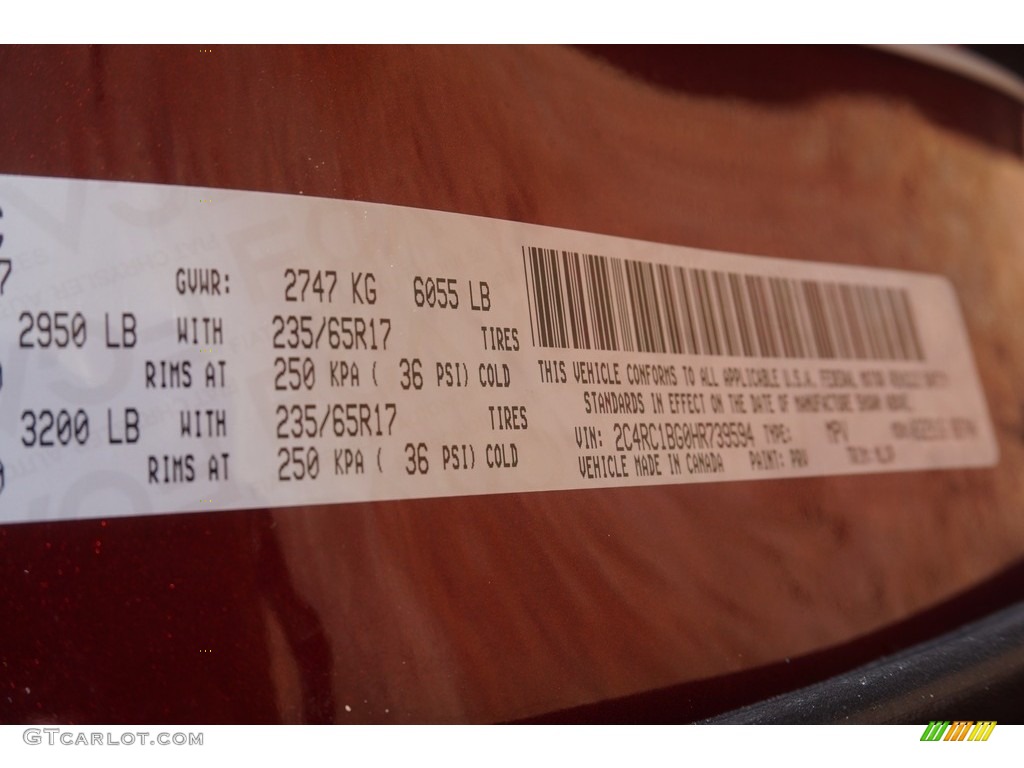 GVWR: 2747 KG 6055 LB
2950 LB WITH 235/65R17 TIRES
RIMS AT 250 KPA ( 36 PSI) COLD
3200 LB WITH 235/65R17 TIRES
RIMS AT 250 KPA ( 36 PSI) COLD
THIS VEHICLE CONFORMS TO ALL APPLICABLE U.S.A. FEDERAL MOTOR
STANDARDS IN EFFECT ON THE DATE OF MANUFACTURE SHOWN ABOVE.
VIN: 2C4RC1BG0HR739594 TYPE: MPV
VEHICLE MADE IN CANADA PAINT: PRV
GTCARLOT.COM